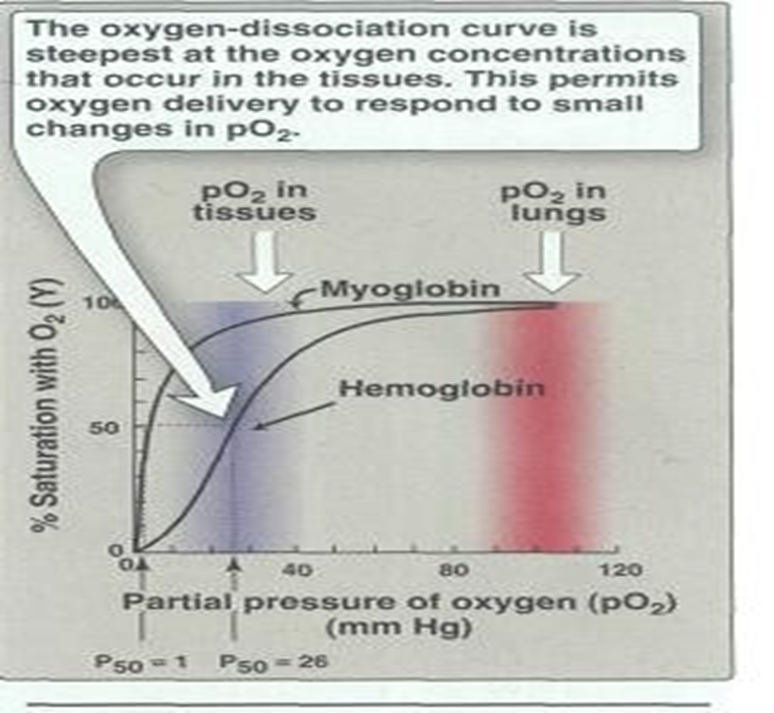 The oxygen-dissociation curve is
steepest at the oxygen concentrations
that occur in the tissues. This permits
oxygen delivery to respond to small
changes in pO₂.
pO₂ in
tissues
pO₂ in
lungs
Myoglobin
Hemoglobin
% Saturation with O₂ (Y)
50
0
0 40 80 120
Partial pressure of oxygen (pO₂)
(mm Hg)
P₅₀ = 1 P₅₀ = 26